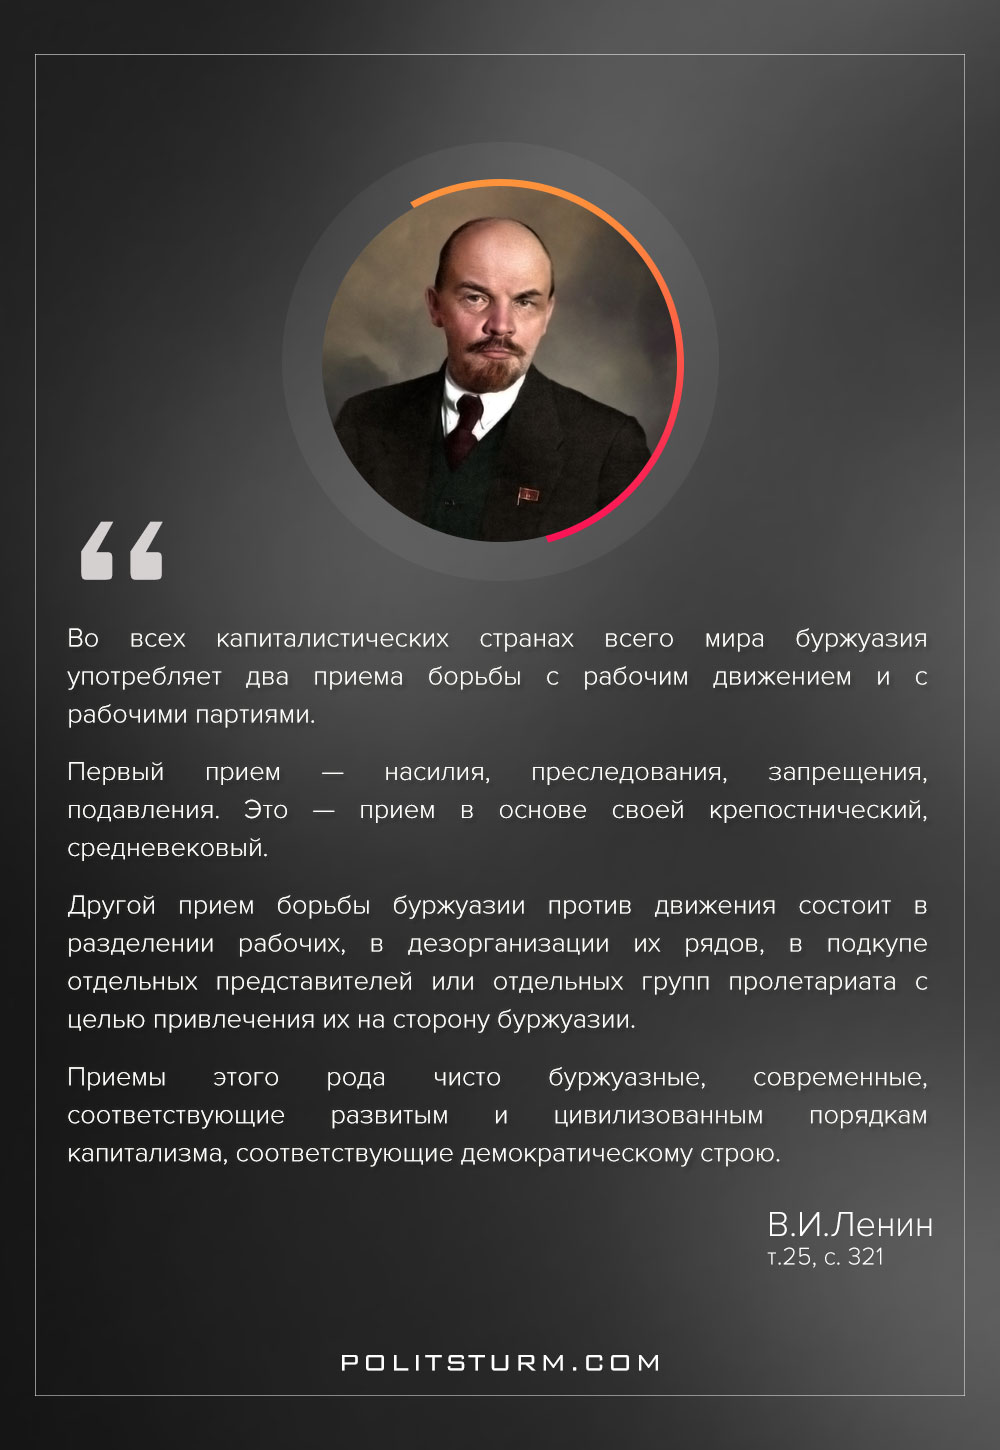 “
Во всех капиталистических странах всего мира буржуазия
употребляет два приема борьбы с рабочим движением и с
рабочими партиями.
Первый прием — насилия, преследования, запрещения,
подавления. Это — прием в основе своей крепостнический,
средневековый.
Другой прием борьбы буржуазии против движения состоит в
разделении рабочих, в дезорганизации их рядов, в подкупе
отдельных представителей или отдельных групп пролетариата с
целью привлечения их на сторону буржуазии.
Приемы этого рода чисто буржуазные, современные,
соответствующие развитым и цивилизованным порядкам
капитализма, соответствующие демократическому строю.
В.И.Ленин
т.25, с. 321
POLITSTURM.COM